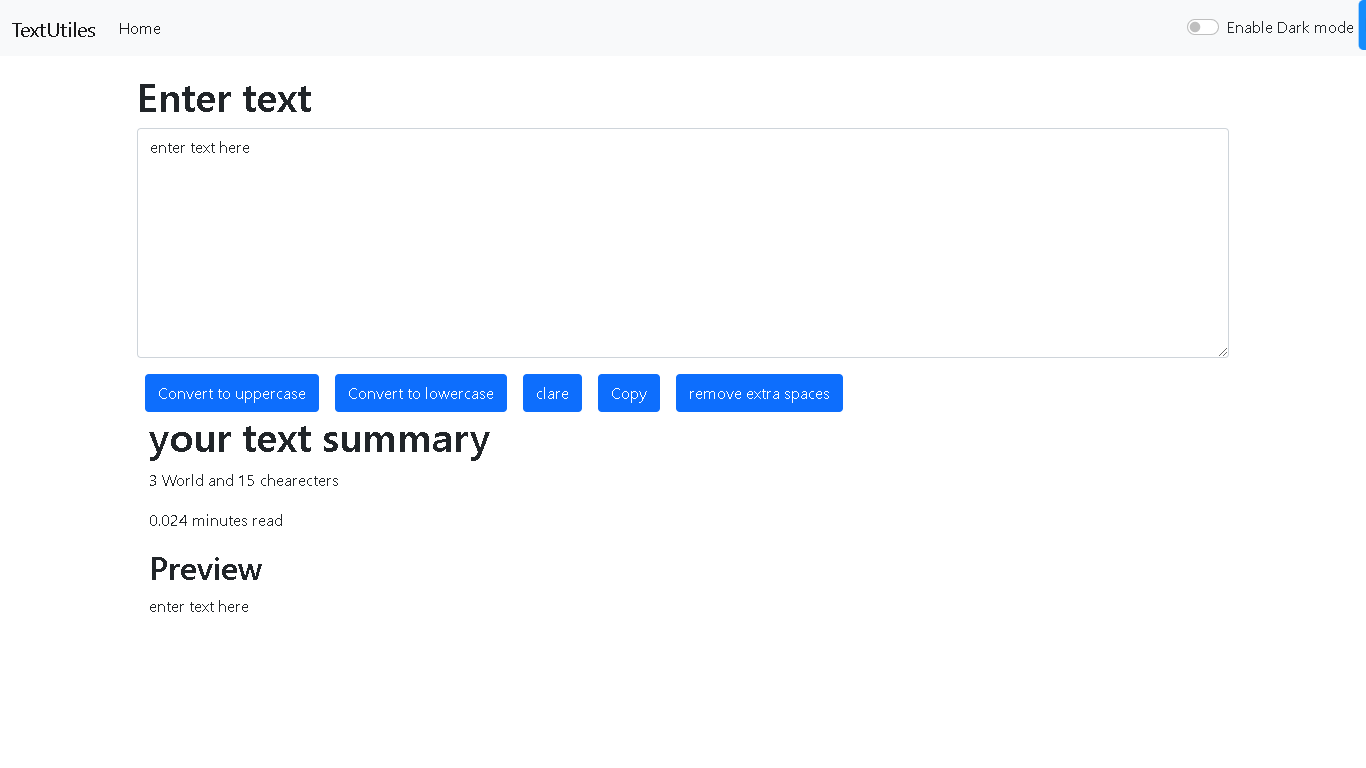 TextUtiles Home Enable Dark mode
Enter text
enter text here
Convert to uppercase Convert to lowercase clare Copy remove extra spaces
your text summary
3 World and 15 chearecters
0.024 minutes read
Preview
enter text here